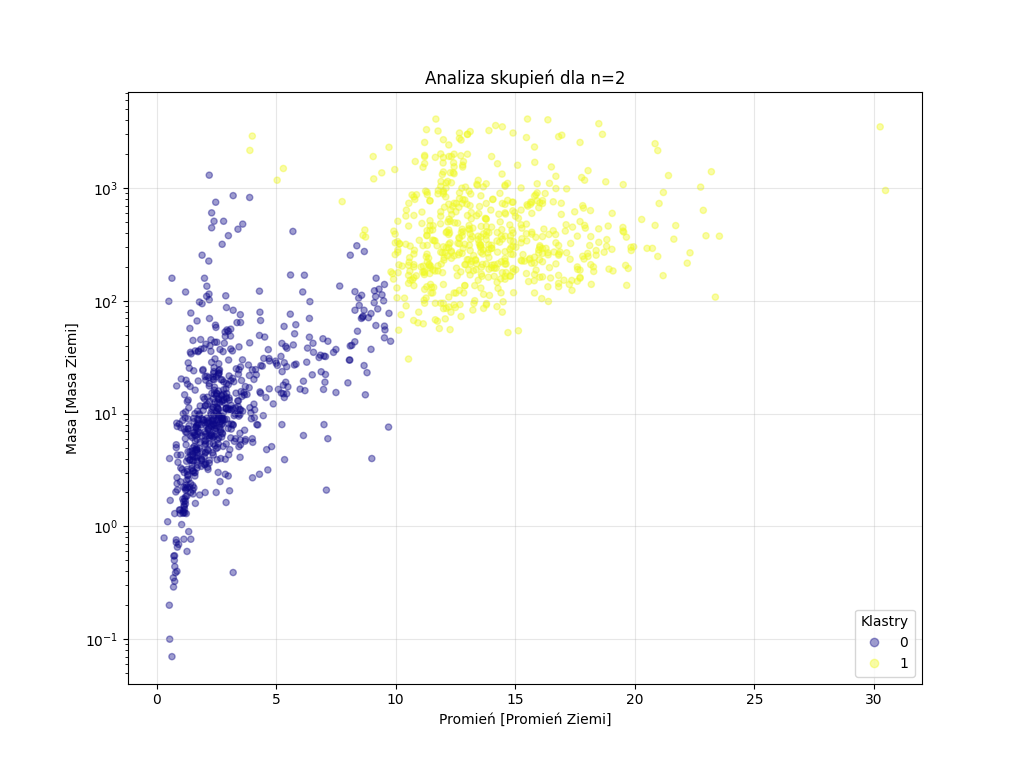 Analiza skupień dla n=2
Masa [Masa Ziemi]
10³
10²
10¹
10⁰
10⁻¹
0 5 10 15 20 25 30
Promień [Promień Ziemi]
Klastry
0
1